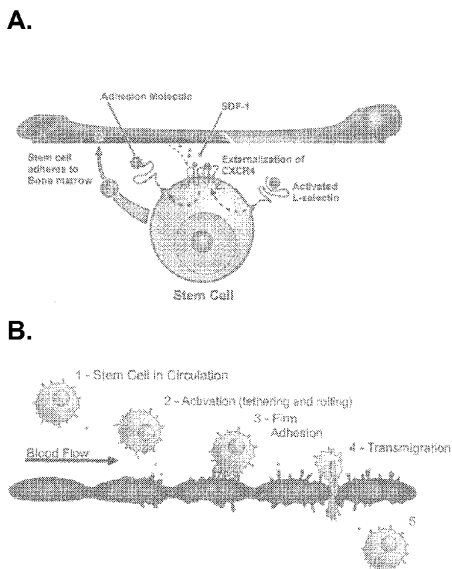 A.
Adhesion Molecule
SDF-1
Stem cell
adheres to
Bone marrow
Externalization of
CXCR4
Activated
L-selectin
Stem Cell
B.
1 - Stem Cell in Circulation
2 - Activation (tethering and rolling)
3 - Firm
Adhesion
4 - Transmigration
Blood Flow
5